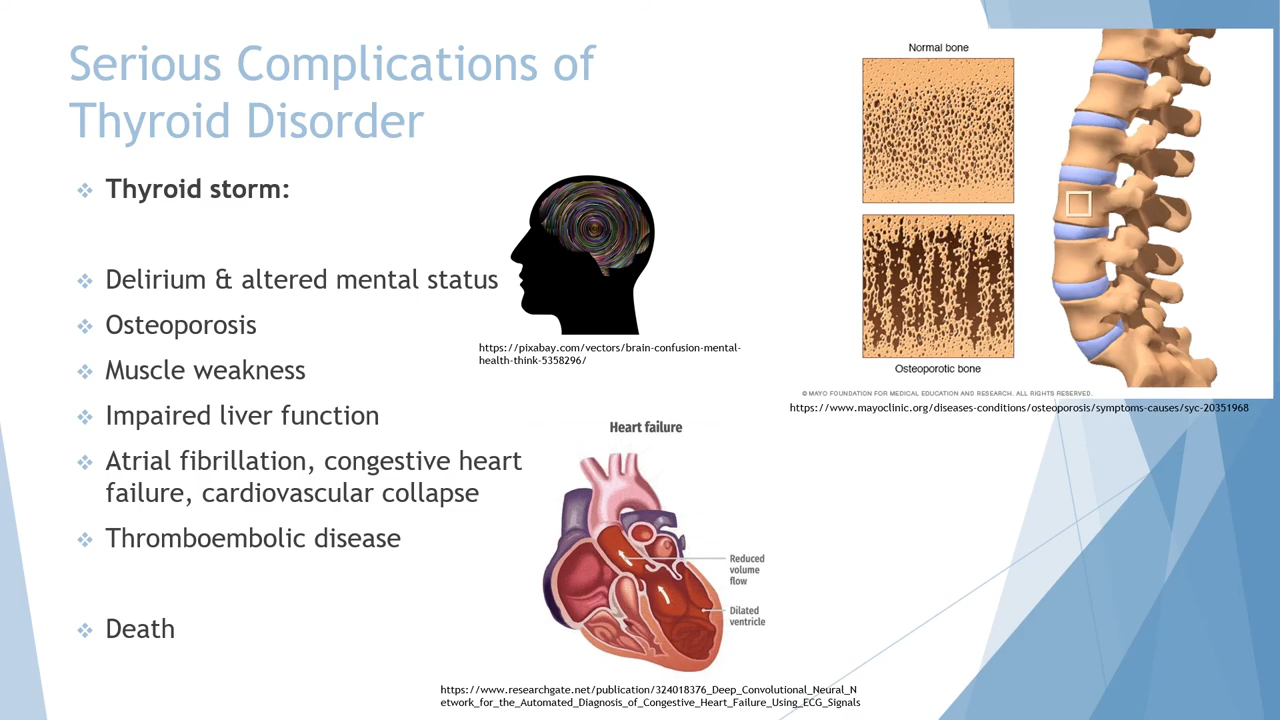 Serious Complications of
Thyroid Disorder
Thyroid storm:
Delirium & altered mental status
Osteoporosis
Muscle weakness
Impaired liver function
Atrial fibrillation, congestive heart
failure, cardiovascular collapse
Thromboembolic disease
Death
https://pixabay.com/vectors/brain-confusion-mental-
health-think-5358296/
Normal bone
Osteoporotic bone
© MAYO FOUNDATION FOR MEDICAL EDUCATION AND RESEARCH. ALL RIGHTS RESERVED.
https://www.mayoclinic.org/diseases-conditions/osteoporosis/symptoms-causes/syc-20351968
Heart failure
Reduced
volume
flow
Dilated
ventricle
https://www.researchgate.net/publication/324018376_Deep_Convolutional_Neural_N
etwork_for_the_Automated_Diagnosis_of_Congestive_Heart_Failure_Using_ECG_Signals